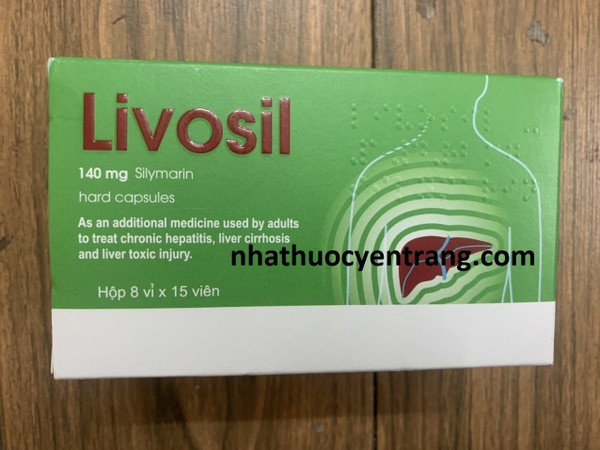 Livosil
140 mg Silymarin
hard capsules
As an additional medicine used by adults
to treat chronic hepatitis, liver cirrhosis
and liver toxic injury.
nhathuocyentrang.com
Hộp 8 vỉ x 15 viên